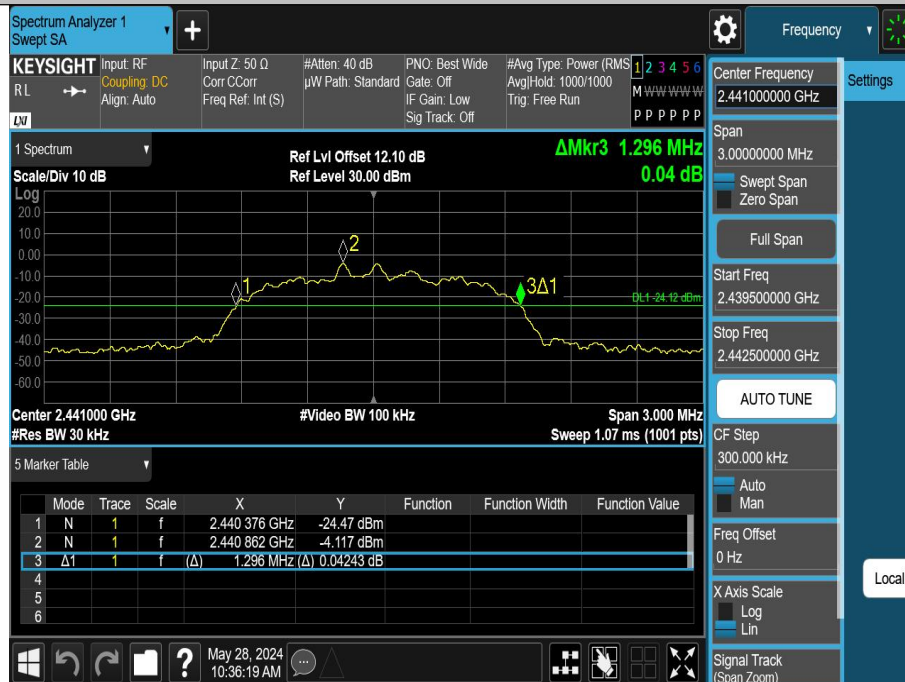 Spectrum Analyzer 1
Swept SA
+
Frequency
KEYSIGHT
RL
LXI
Input: RF
Coupling: DC
Align: Auto
Input Z: 50 Ω
Corr CCorr
Freq Ref: Int (S)
#Atten: 40 dB
µW Path: Standard
PNO: Best Wide
Gate: Off
IF Gain: Low
Sig Track: Off
#Avg Type: Power (RMS
Avg|Hold: 1000/1000
Trig: Free Run
1 2 3 4 5 6
M W W W W W
P P P P P P
1 Spectrum
Scale/Div 10 dB
Ref Lvl Offset 12.10 dB
Ref Level 30.00 dBm
ΔMkr3 1.296 MHz
0.04 dB
Log
20.0
10.0
0.00
-10.0
-20.0
-30.0
-40.0
-50.0
-60.0
1
2
3Δ1
DL1 -24.12 dBm
Center 2.441000 GHz
#Res BW 30 kHz
#Video BW 100 kHz
Span 3.000 MHz
Sweep 1.07 ms (1001 pts)
5 Marker Table
Mode Trace Scale X Y Function Function Width Function Value
1 N 1 f 2.440 376 GHz -24.47 dBm
2 N 1 f 2.440 862 GHz -4.117 dBm
3 Δ1 1 f (Δ) 1.296 MHz (Δ) 0.04243 dB
4
5
6
?
May 28, 2024
10:36:19 AM
Center Frequency
2.441000000 GHz
Settings
Span
3.00000000 MHz
Swept Span
Zero Span
Full Span
Start Freq
2.439500000 GHz
Stop Freq
2.442500000 GHz
AUTO TUNE
CF Step
300.000 kHz
Auto
Man
Freq Offset
0 Hz
Local
X Axis Scale
Log
Lin
Signal Track
(Span Zoom)